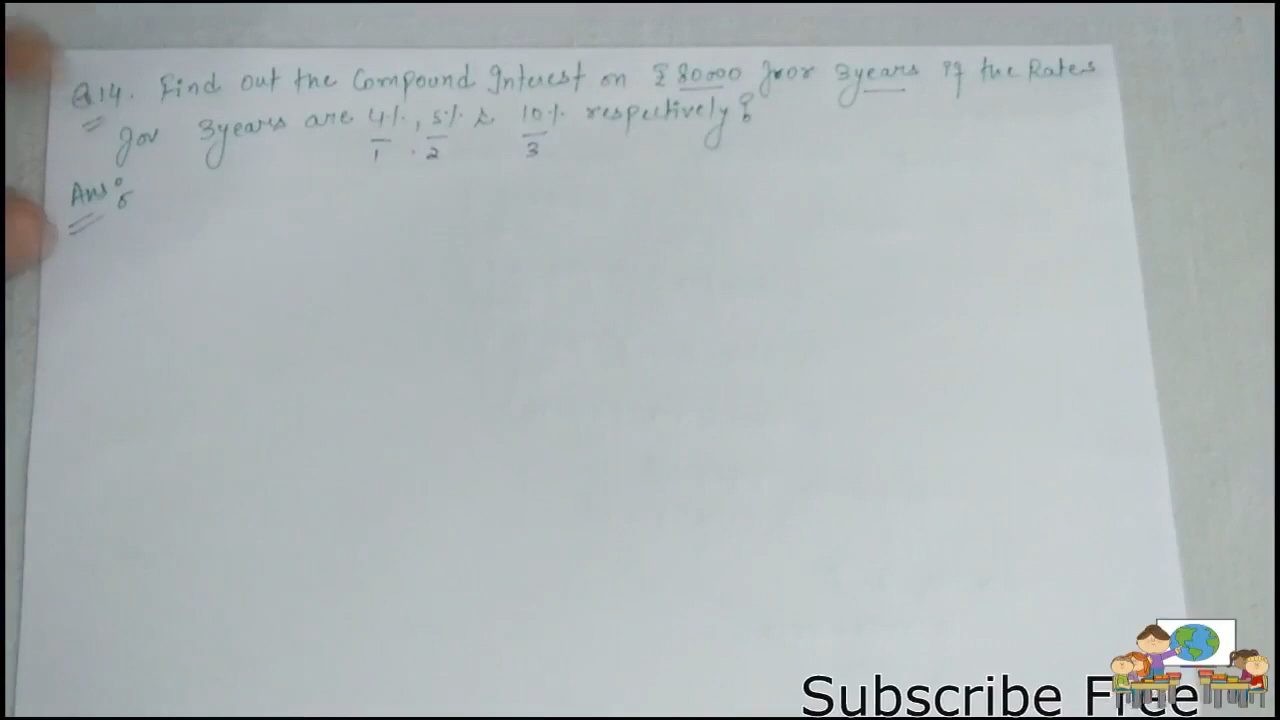 Q14. Find out the Compound Interest on ₹ 80000 for 3years if the Rates
for 3years are 4%, 5% & 10% respectively?
1 2 3
Ans:
Subscribe Free